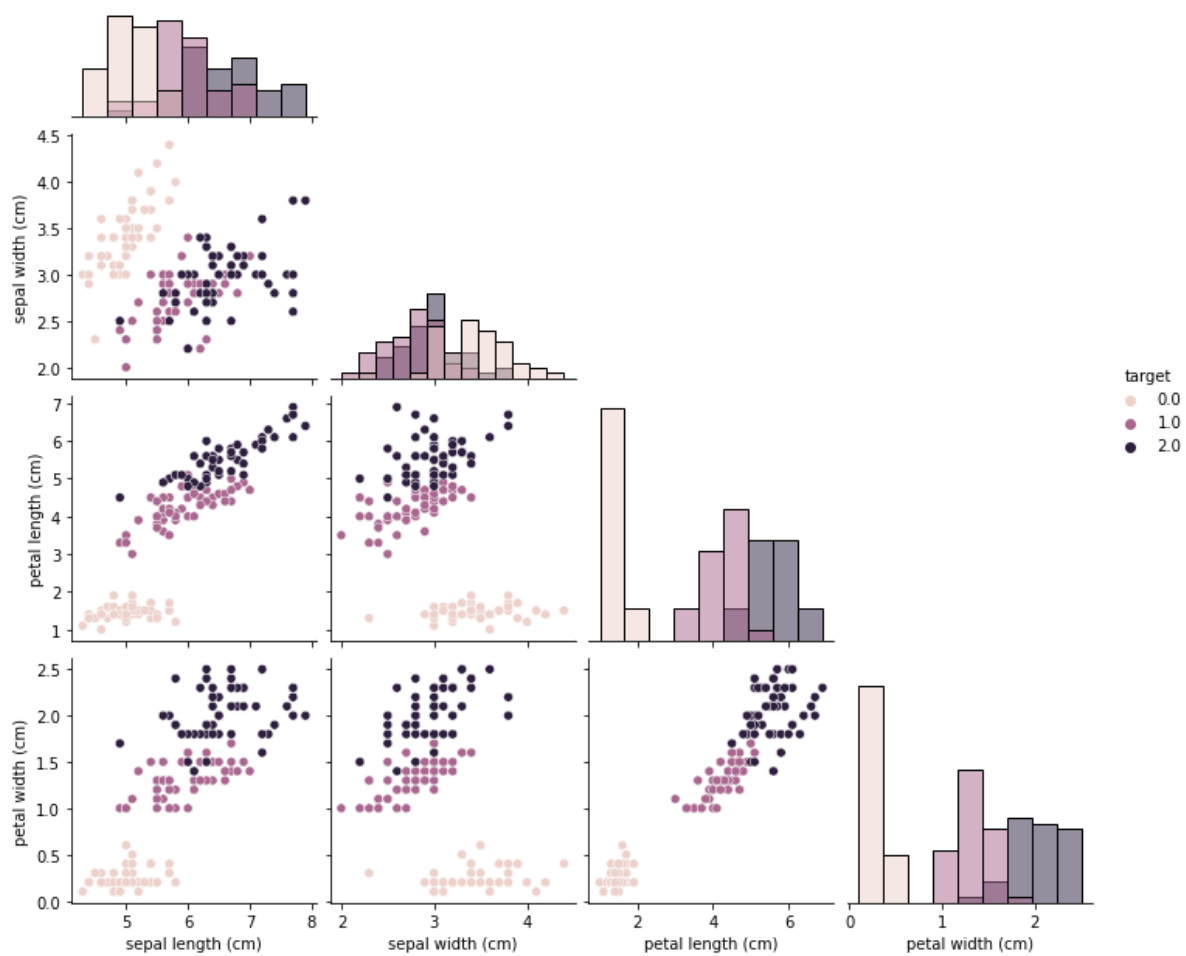 4.5
4.0
3.5
3.0
2.5
2.0
sepal width (cm)
target
0.0
1.0
2.0
7
6
5
4
3
2
1
petal length (cm)
2.5
2.0
1.5
1.0
0.5
0.0
petal width (cm)
5 6 7 8
sepal length (cm)
2 3 4
sepal width (cm)
2 4 6
petal length (cm)
0 1 2
petal width (cm)